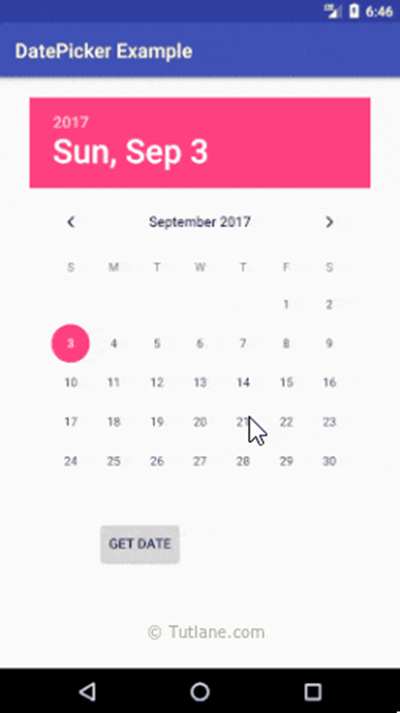 6:46
DatePicker Example
2017
Sun, Sep 3
September 2017
S M T W T F S
1 2
3 4 5 6 7 8 9
10 11 12 13 14 15 16
17 18 19 20 21 22 23
24 25 26 27 28 29 30
GET DATE
© Tutlane.com